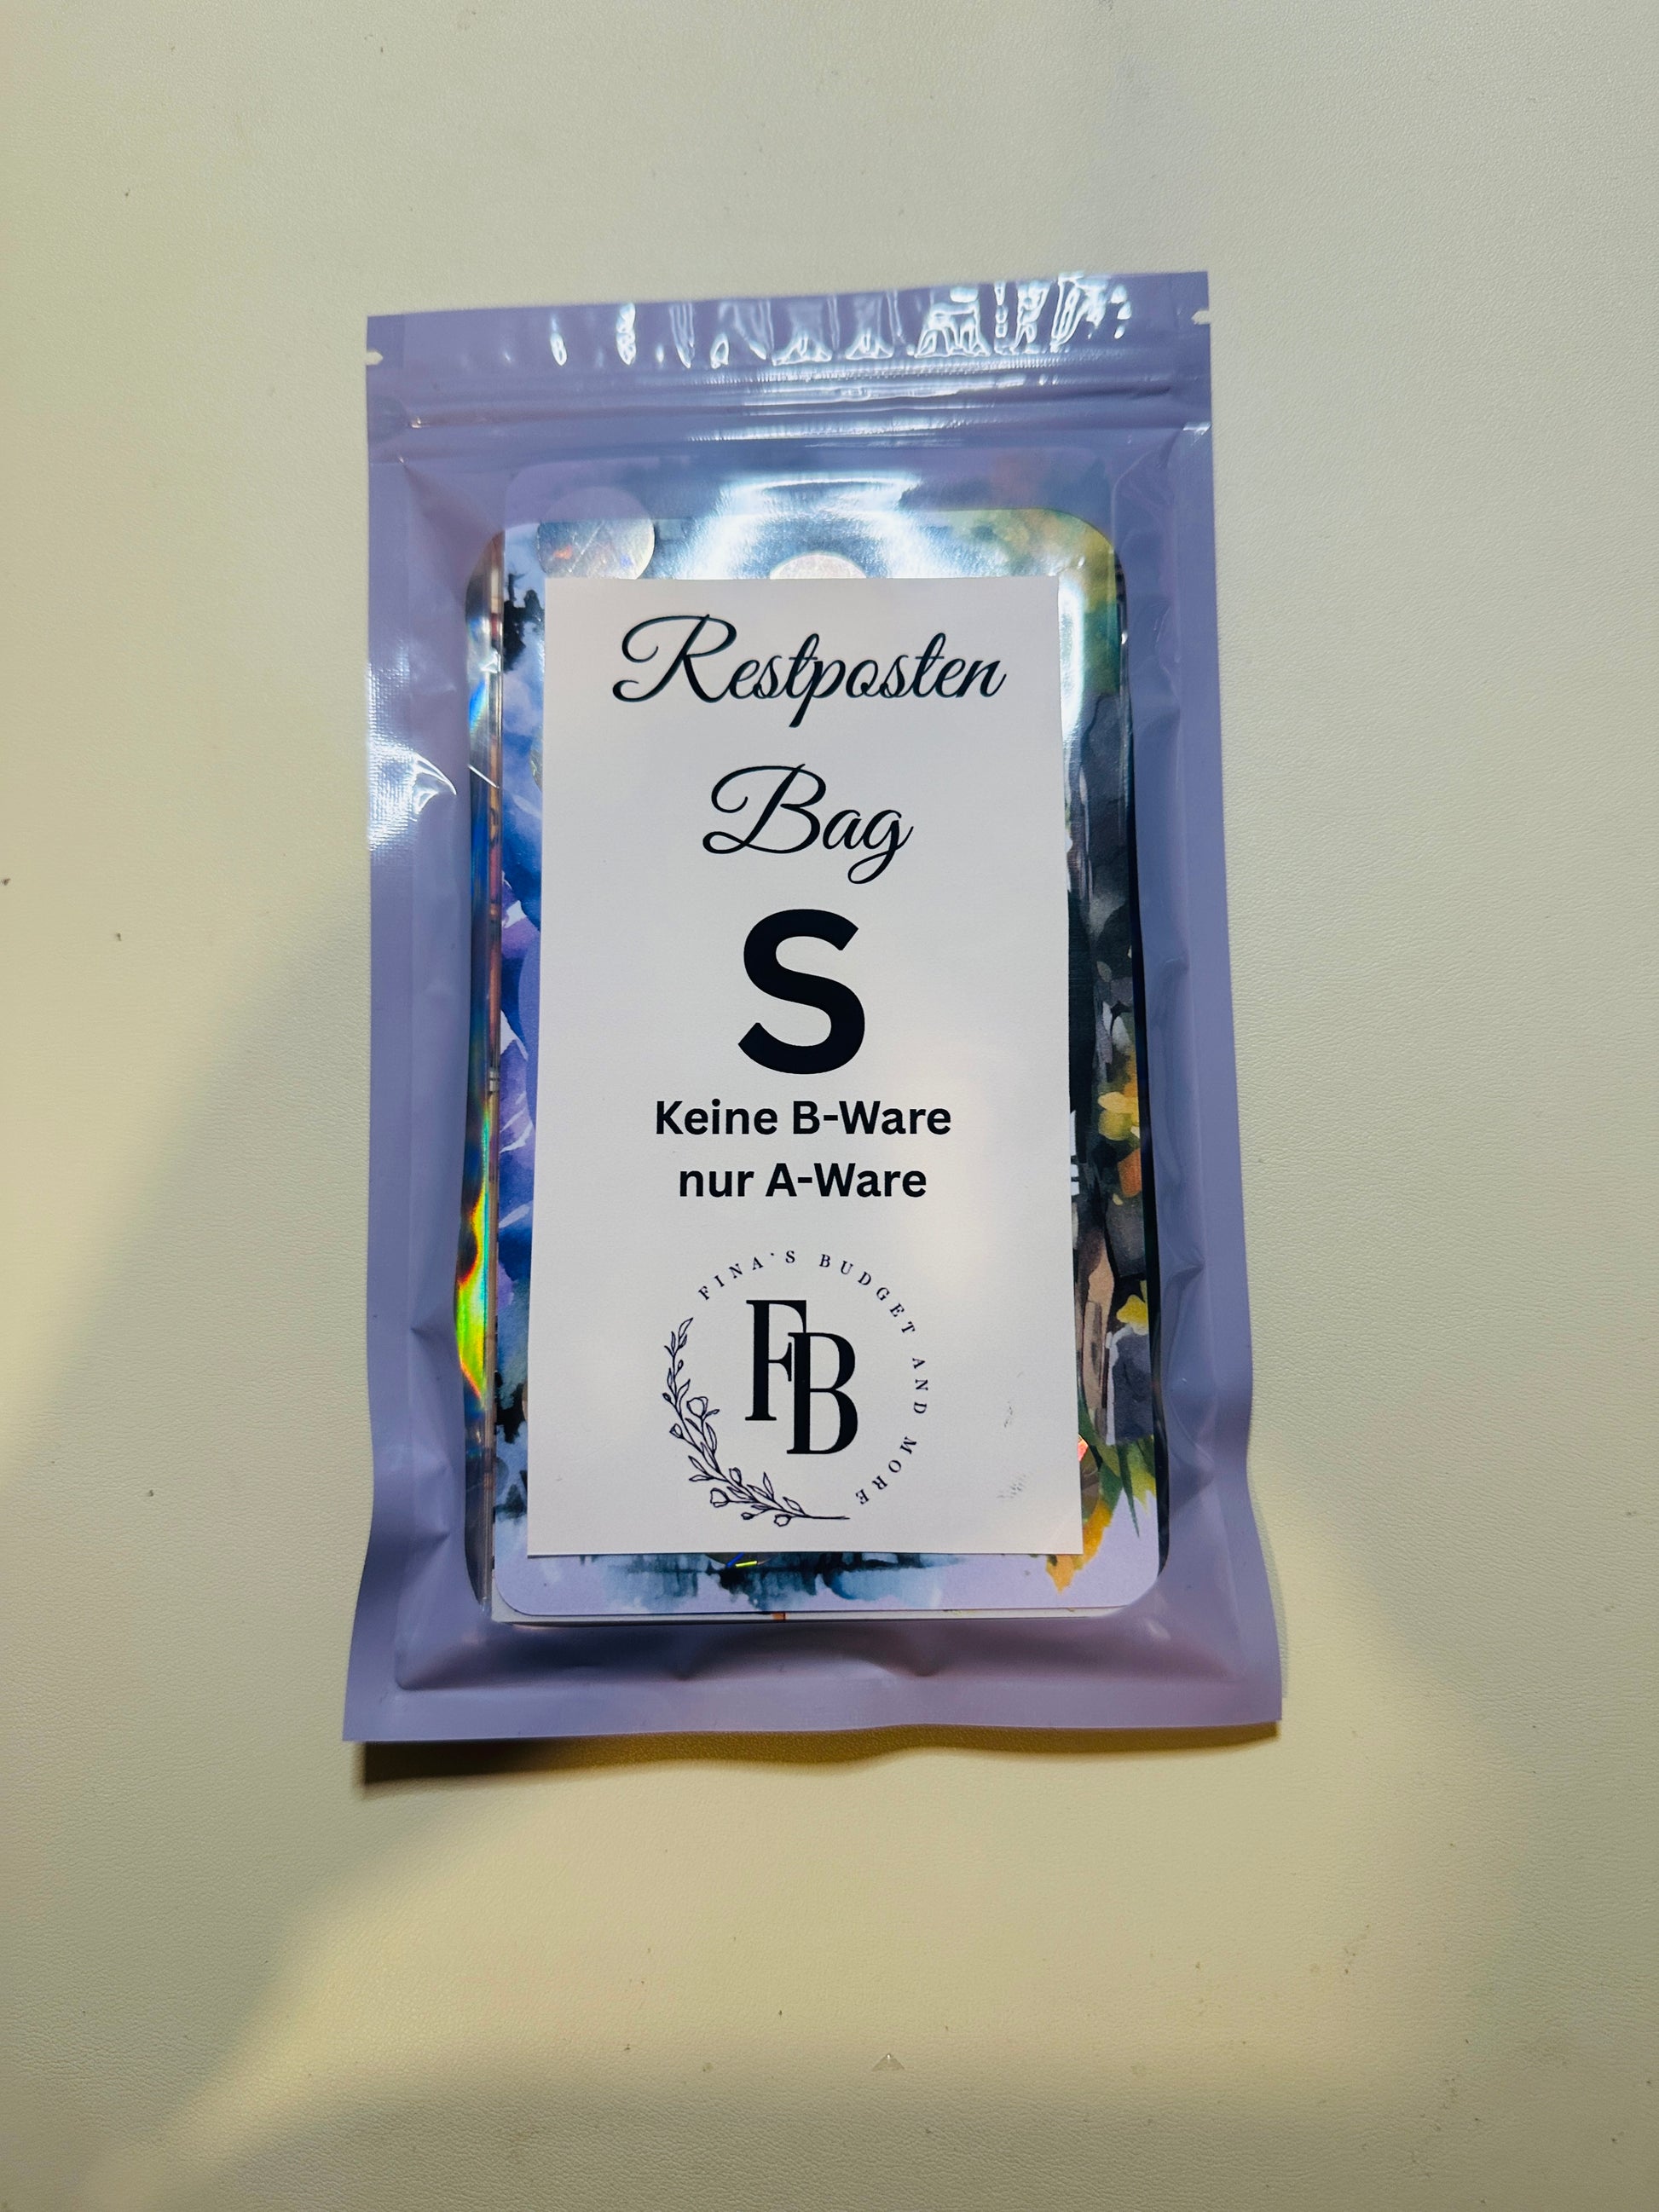 Restposten
Bag
S
Keine B-Ware
nur A-Ware
FINA'S BUDGET AND MORE
FB